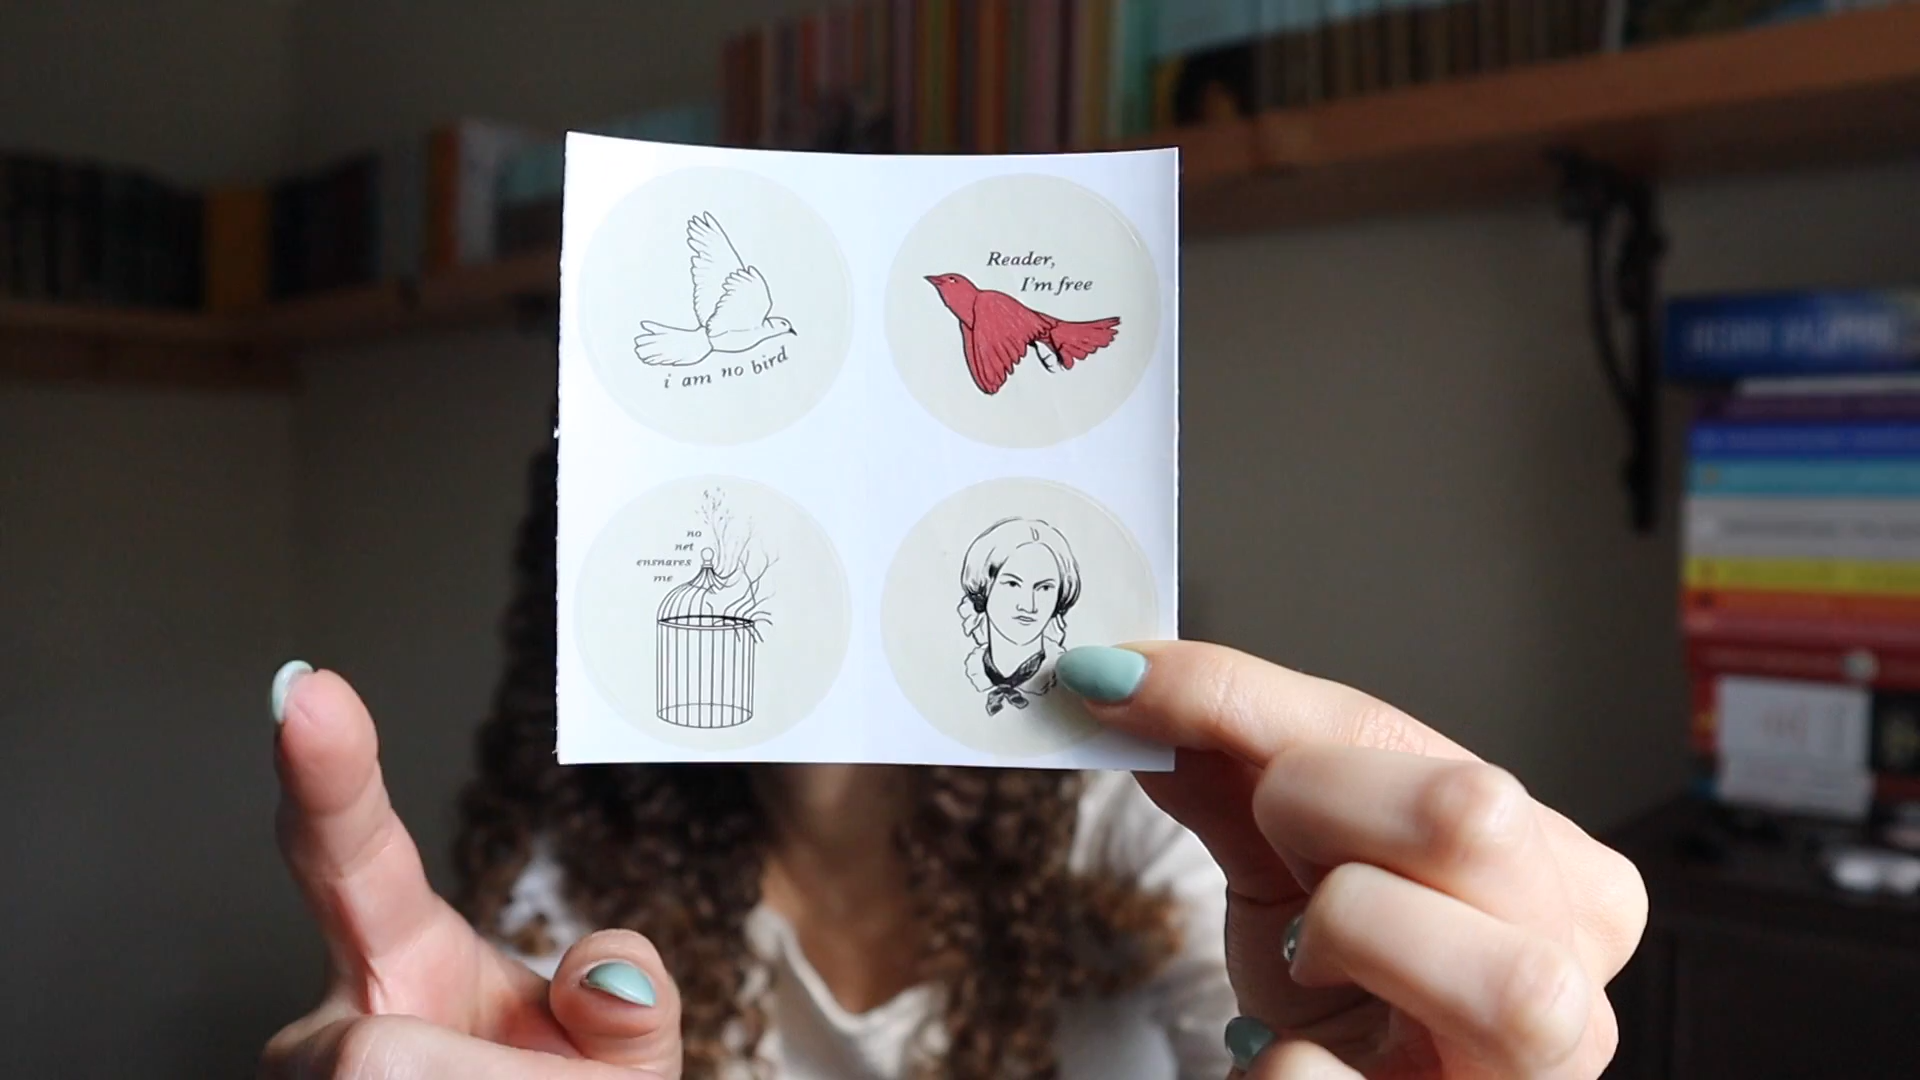 i am no bird
Reader,
I'm free
no
net
ensnares
me